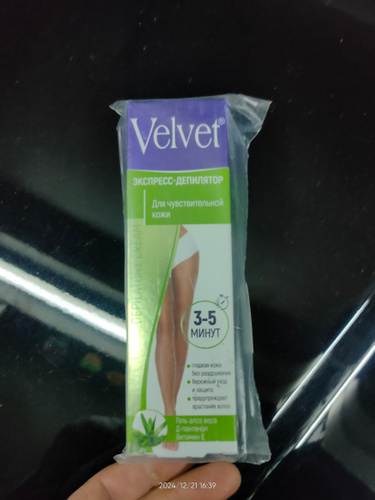 Velvet®
ЭКСПРЕСС-ДЕПИЛЯТОР
Для чувствительной
кожи
3-5
МИНУТ
гладкая кожа
без раздражения
бережный уход
и защита
предупреждает
врастание волос
Гель алоэ вера
Д-пантенол
Витамин Е
2024/12/21 16:39